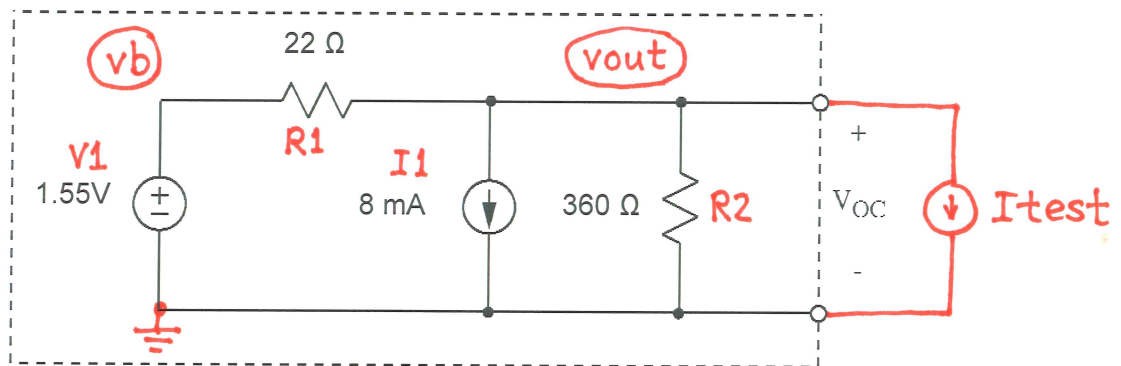 22 Ω
vb
vout
R1
V1
1.55V
+
−
I1
8 mA
360 Ω
R2
+
VOC
-
Itest